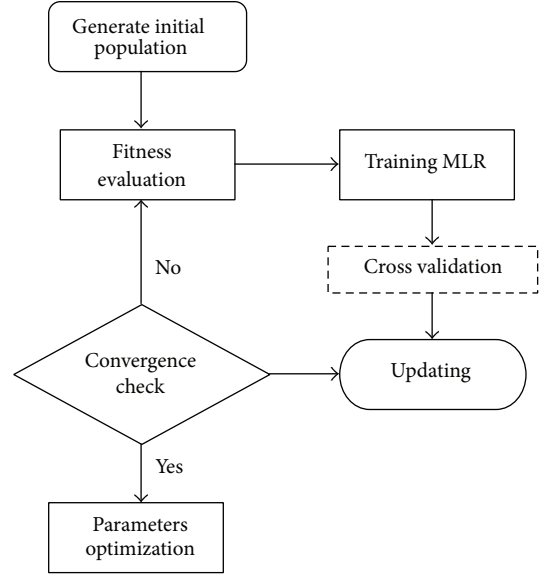 Generate initial
population
Fitness
evaluation
Training MLR
Cross validation
No
Convergence
check
Updating
Yes
Parameters
optimization